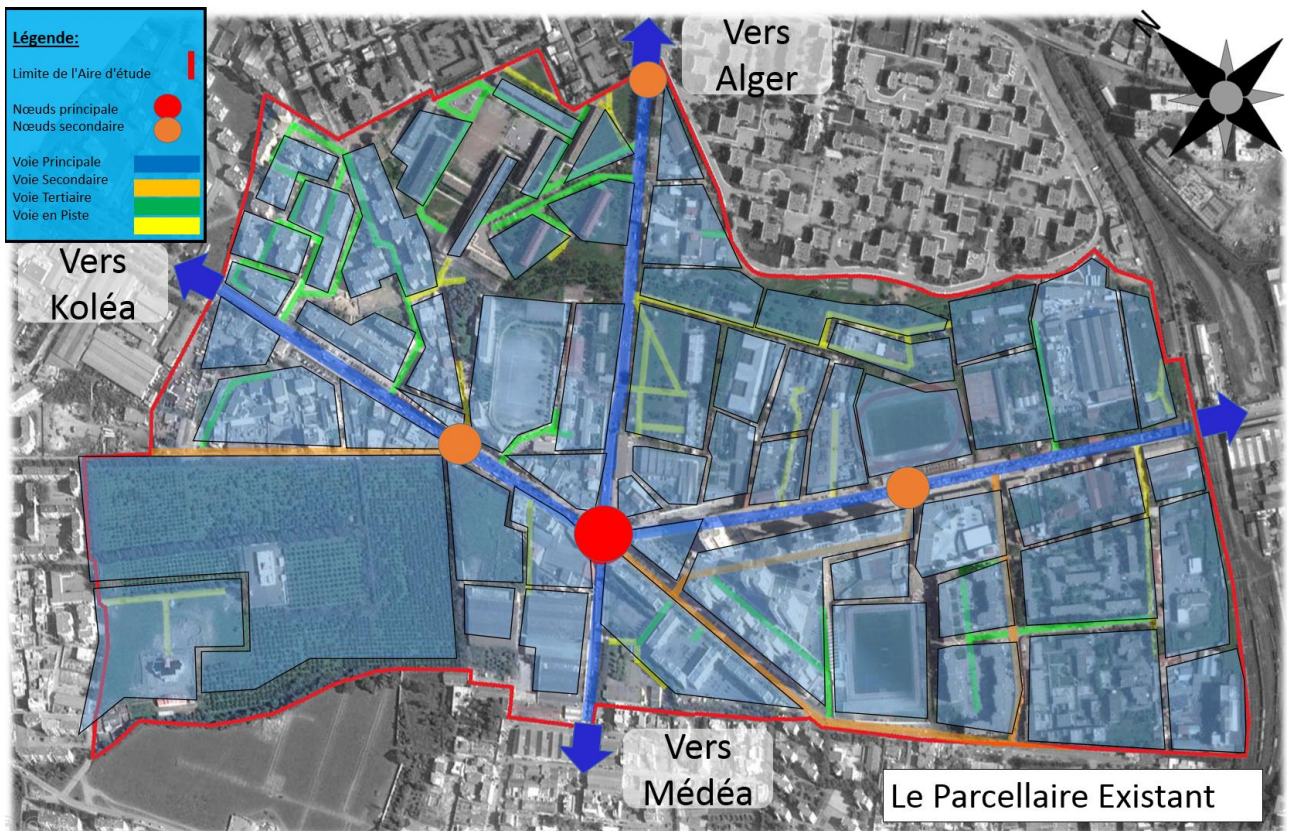 Légende:
Limite de l'Aire d'étude
Nœuds principale
Nœuds secondaire
Voie Principale
Voie Secondaire
Voie Tertiaire
Voie en Piste
Vers
Alger
N
Vers
Koléa
Vers
Médéa
Le Parcellaire Existant